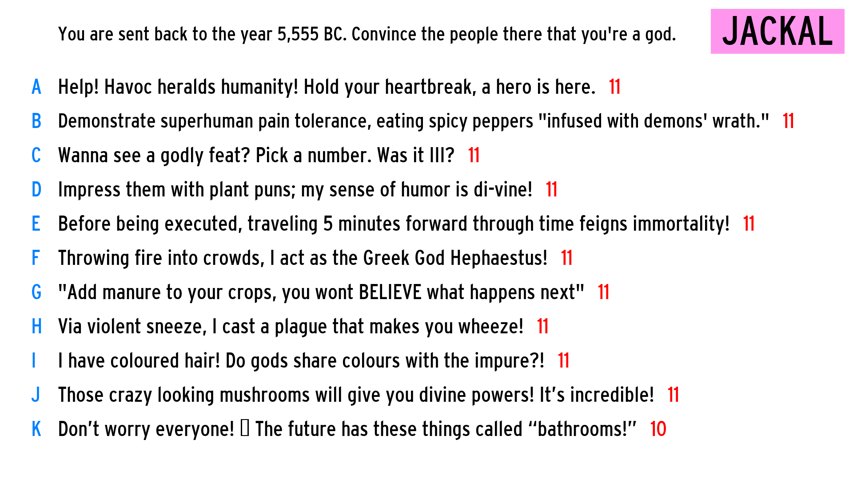 You are sent back to the year 5,555 BC. Convince the people there that you're a god.
JACKAL
A Help! Havoc heralds humanity! Hold your heartbreak, a hero is here. 11
B Demonstrate superhuman pain tolerance, eating spicy peppers "infused with demons' wrath." 11
C Wanna see a godly feat? Pick a number. Was it III? 11
D Impress them with plant puns; my sense of humor is di-vine! 11
E Before being executed, traveling 5 minutes forward through time feigns immortality! 11
F Throwing fire into crowds, I act as the Greek God Hephaestus! 11
G "Add manure to your crops, you wont BELIEVE what happens next" 11
H Via violent sneeze, I cast a plague that makes you wheeze! 11
I I have coloured hair! Do gods share colours with the impure?! 11
J Those crazy looking mushrooms will give you divine powers! It’s incredible! 11
K Don’t worry everyone! ▯ The future has these things called “bathrooms!” 10